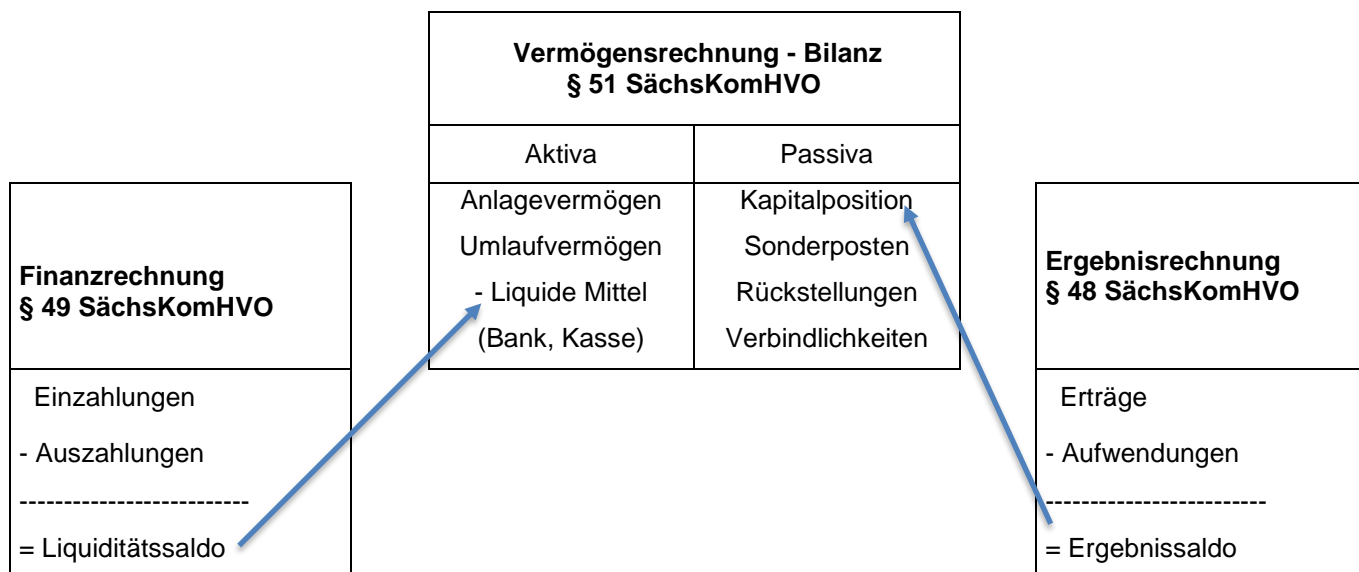 Vermögensrechnung - Bilanz
§ 51 SächsKomHVO
Aktiva
Passiva
Anlagevermögen
Umlaufvermögen
- Liquide Mittel
(Bank, Kasse)
Kapitalposition
Sonderposten
Rückstellungen
Verbindlichkeiten
Finanzrechnung
§ 49 SächsKomHVO
Einzahlungen
- Auszahlungen
--------------------------
= Liquiditätssaldo
Ergebnisrechnung
§ 48 SächsKomHVO
Erträge
- Aufwendungen
-------------------------
= Ergebnissaldo